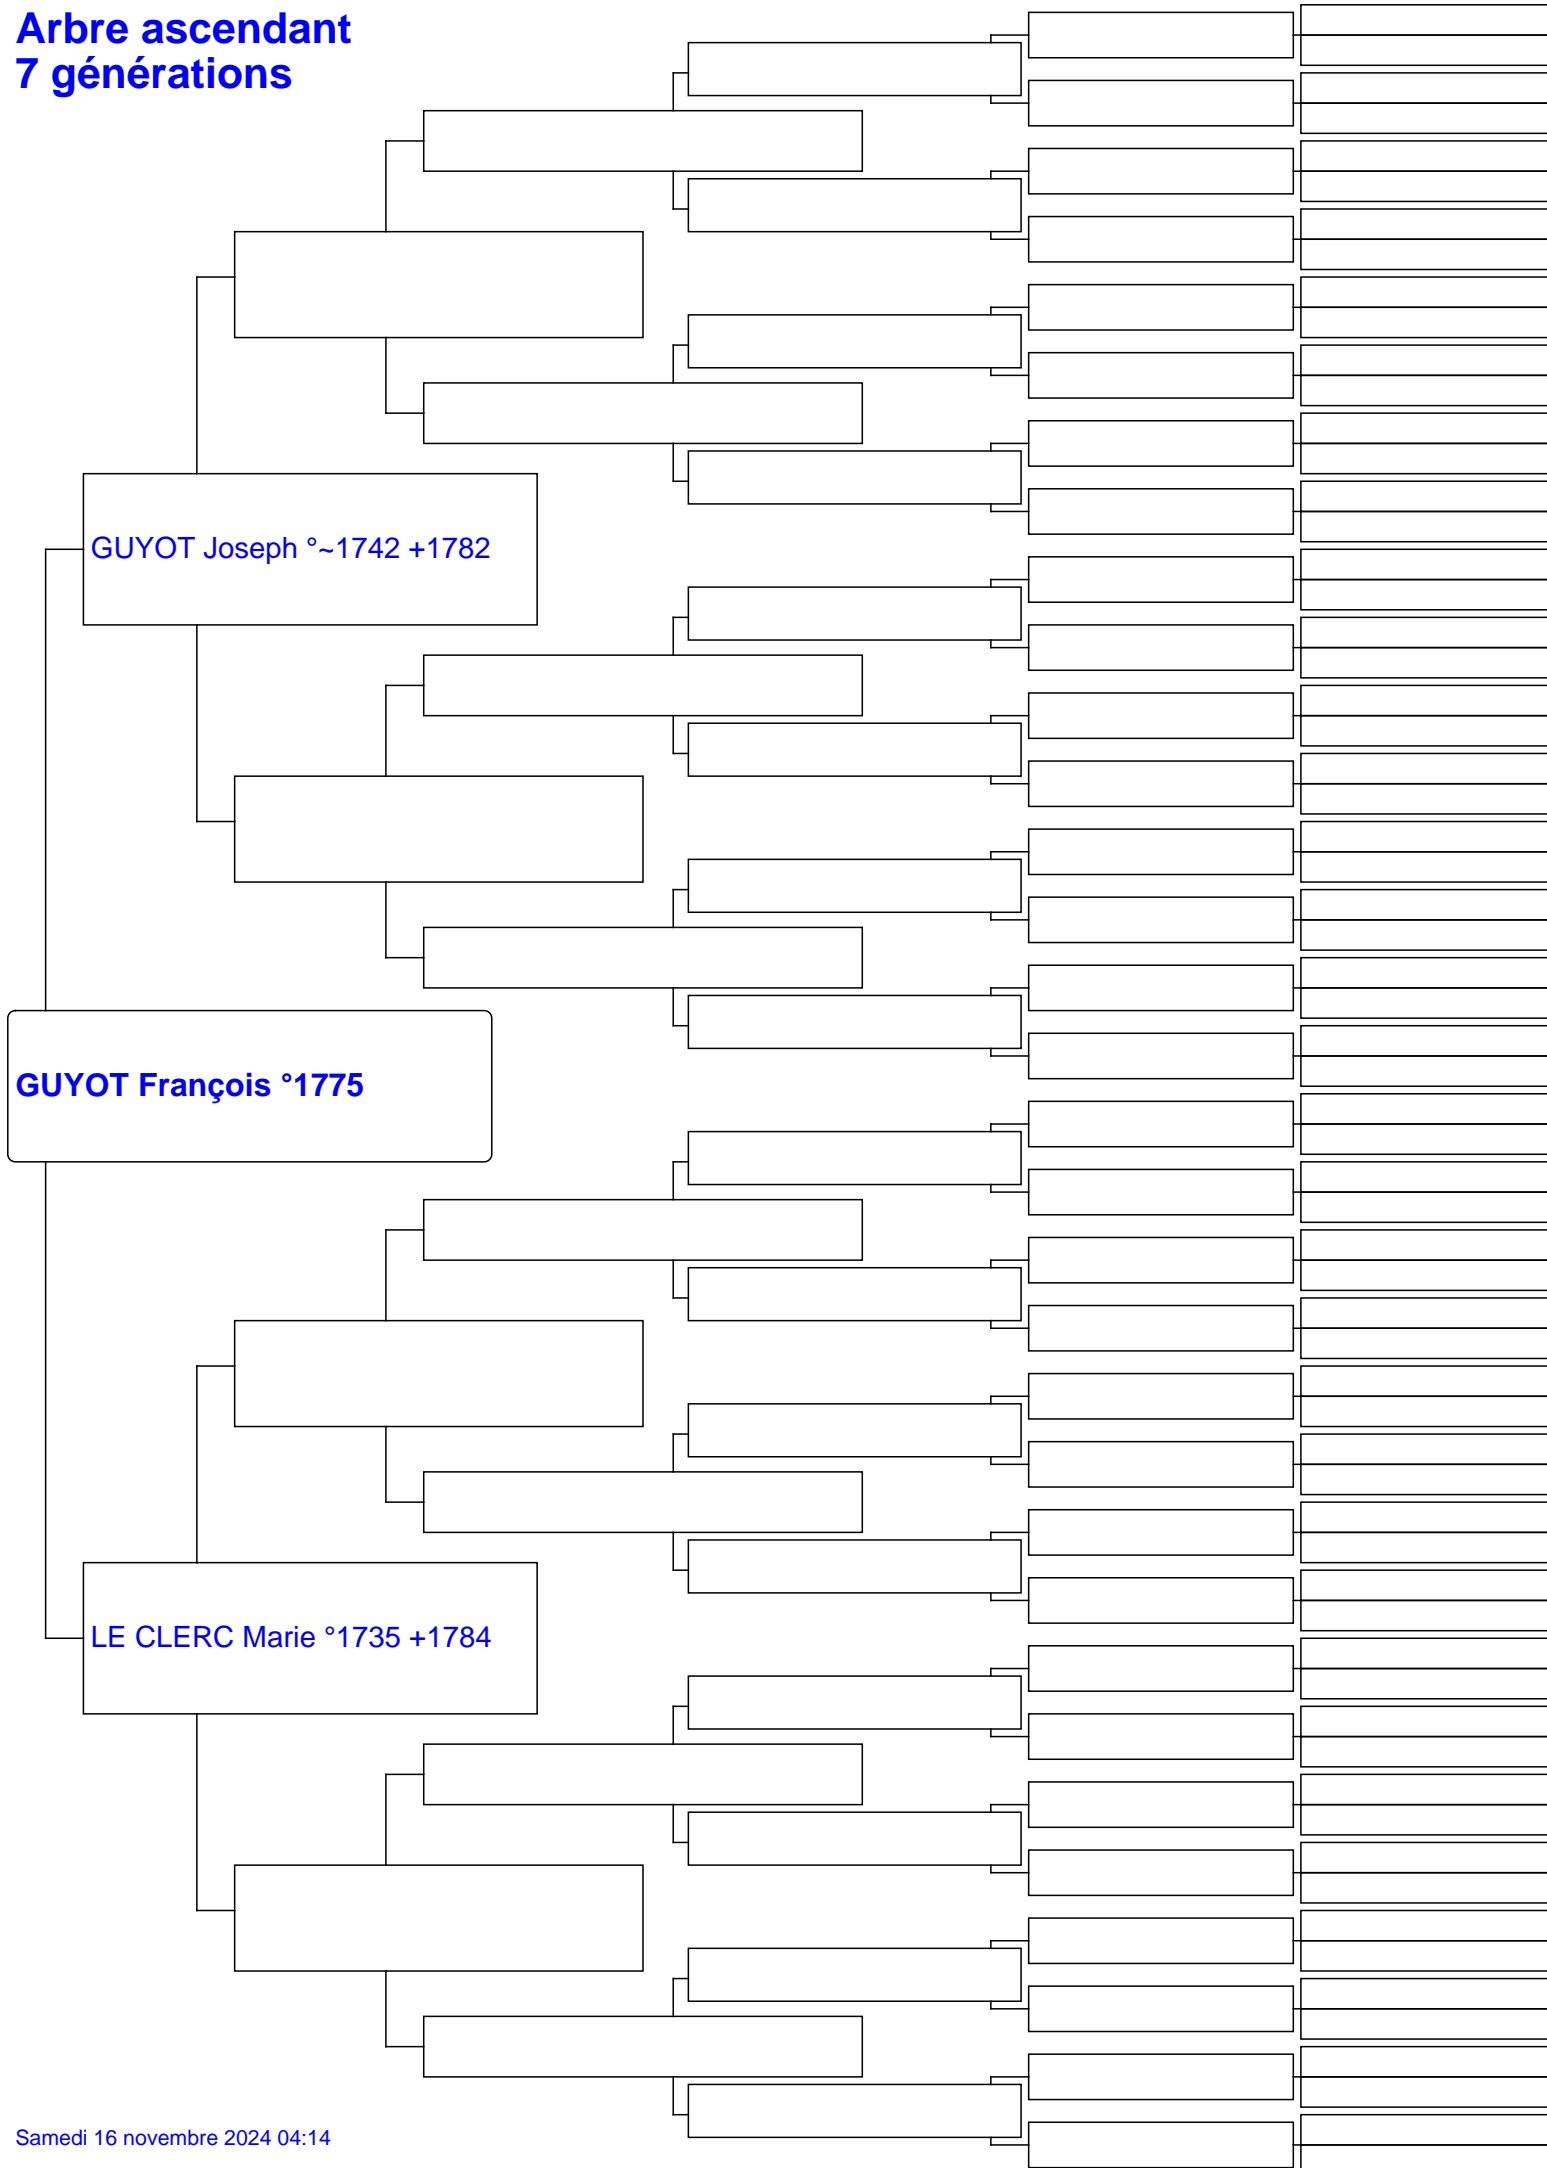 Arbre ascendant
7 générations
GUYOT Joseph °~1742 +1782
GUYOT François °1775
LE CLERC Marie °1735 +1784
Samedi 16 novembre 2024 04:14